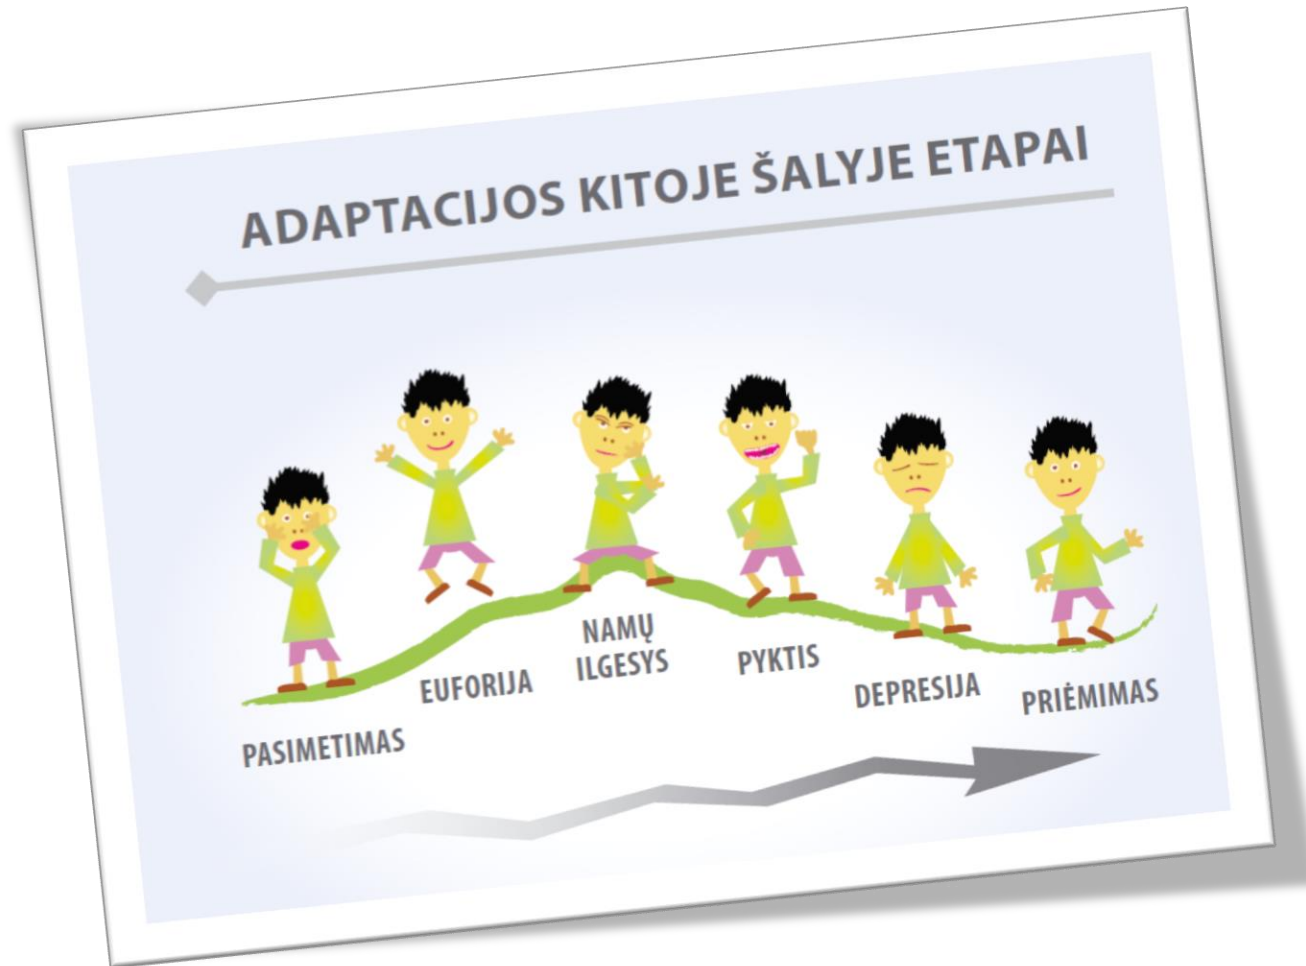 ADAPTACIJOS KITOJE ŠALYJE ETAPAI
PASIMETIMAS
EUFORIJA
NAMŲ
ILGESYS
PYKTIS
DEPRESIJA
PRIĖMIMAS